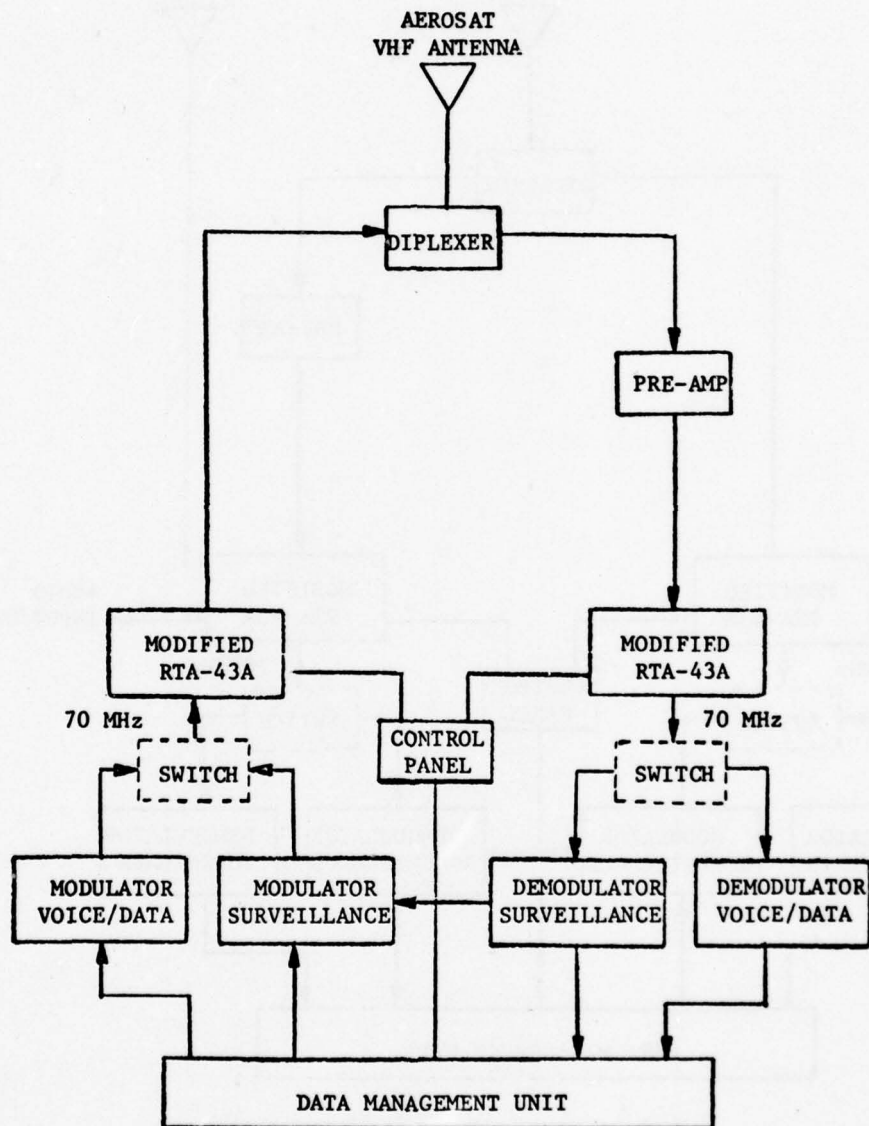 AEROSAT
VHF ANTENNA
DIPLEXER
PRE-AMP
MODIFIED
RTA-43A
MODIFIED
RTA-43A
70 MHz
70 MHz
CONTROL
PANEL
SWITCH
SWITCH
MODULATOR
VOICE/DATA
MODULATOR
SURVEILLANCE
DEMODULATOR
SURVEILLANCE
DEMODULATOR
VOICE/DATA
DATA MANAGEMENT UNIT